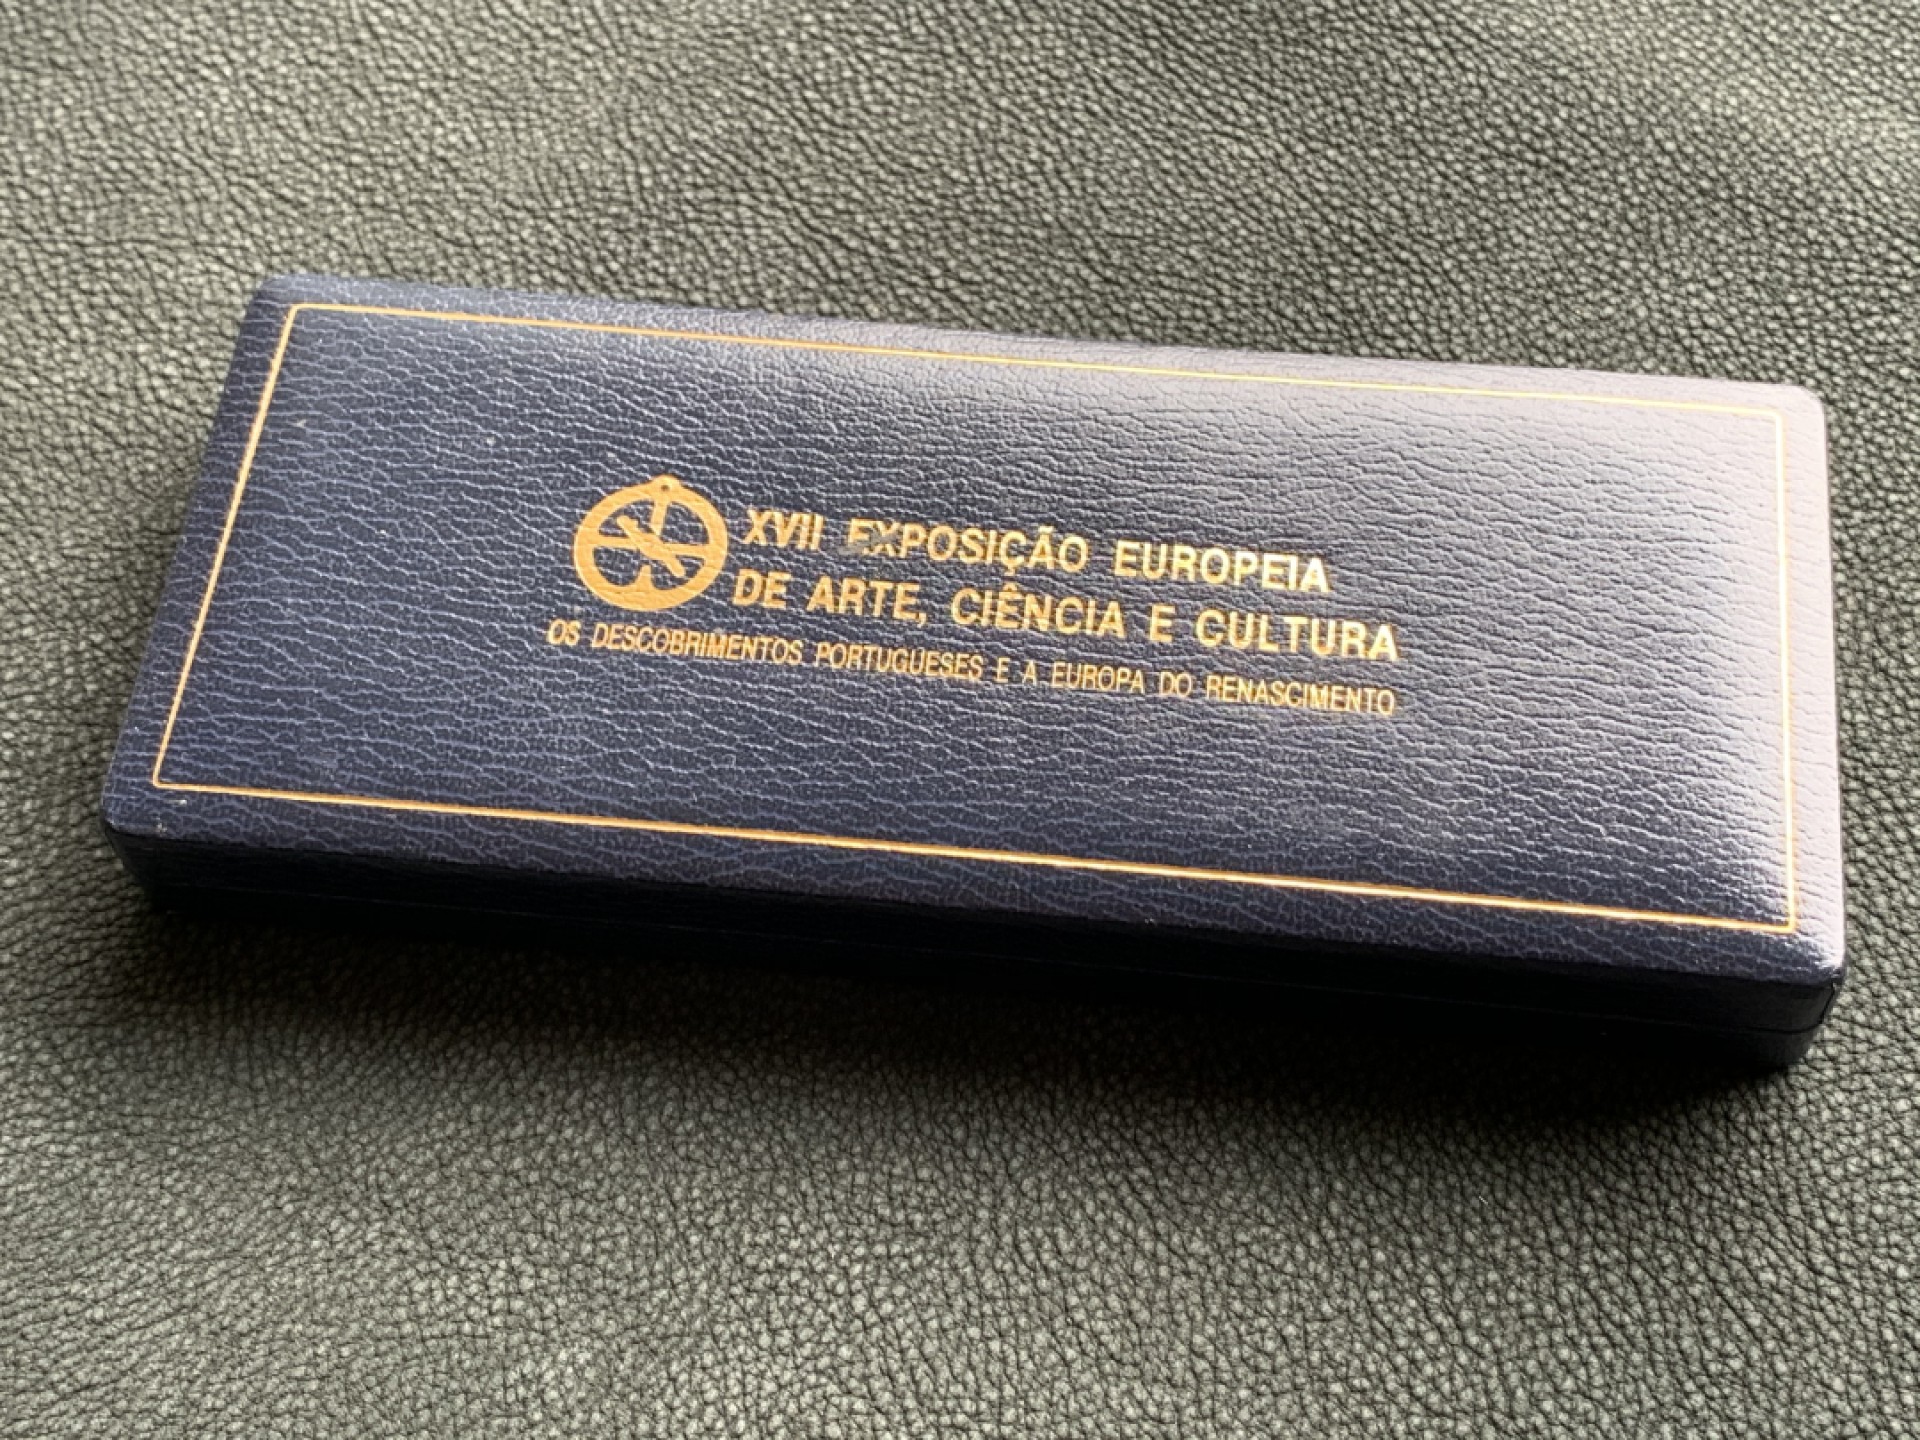 XVII EXPOSIÇÃO EUROPEIA
DE ARTE, CIÊNCIA E CULTURA
OS DESCOBRIMENTOS PORTUGUESES E A EUROPA DO RENASCIMENTO